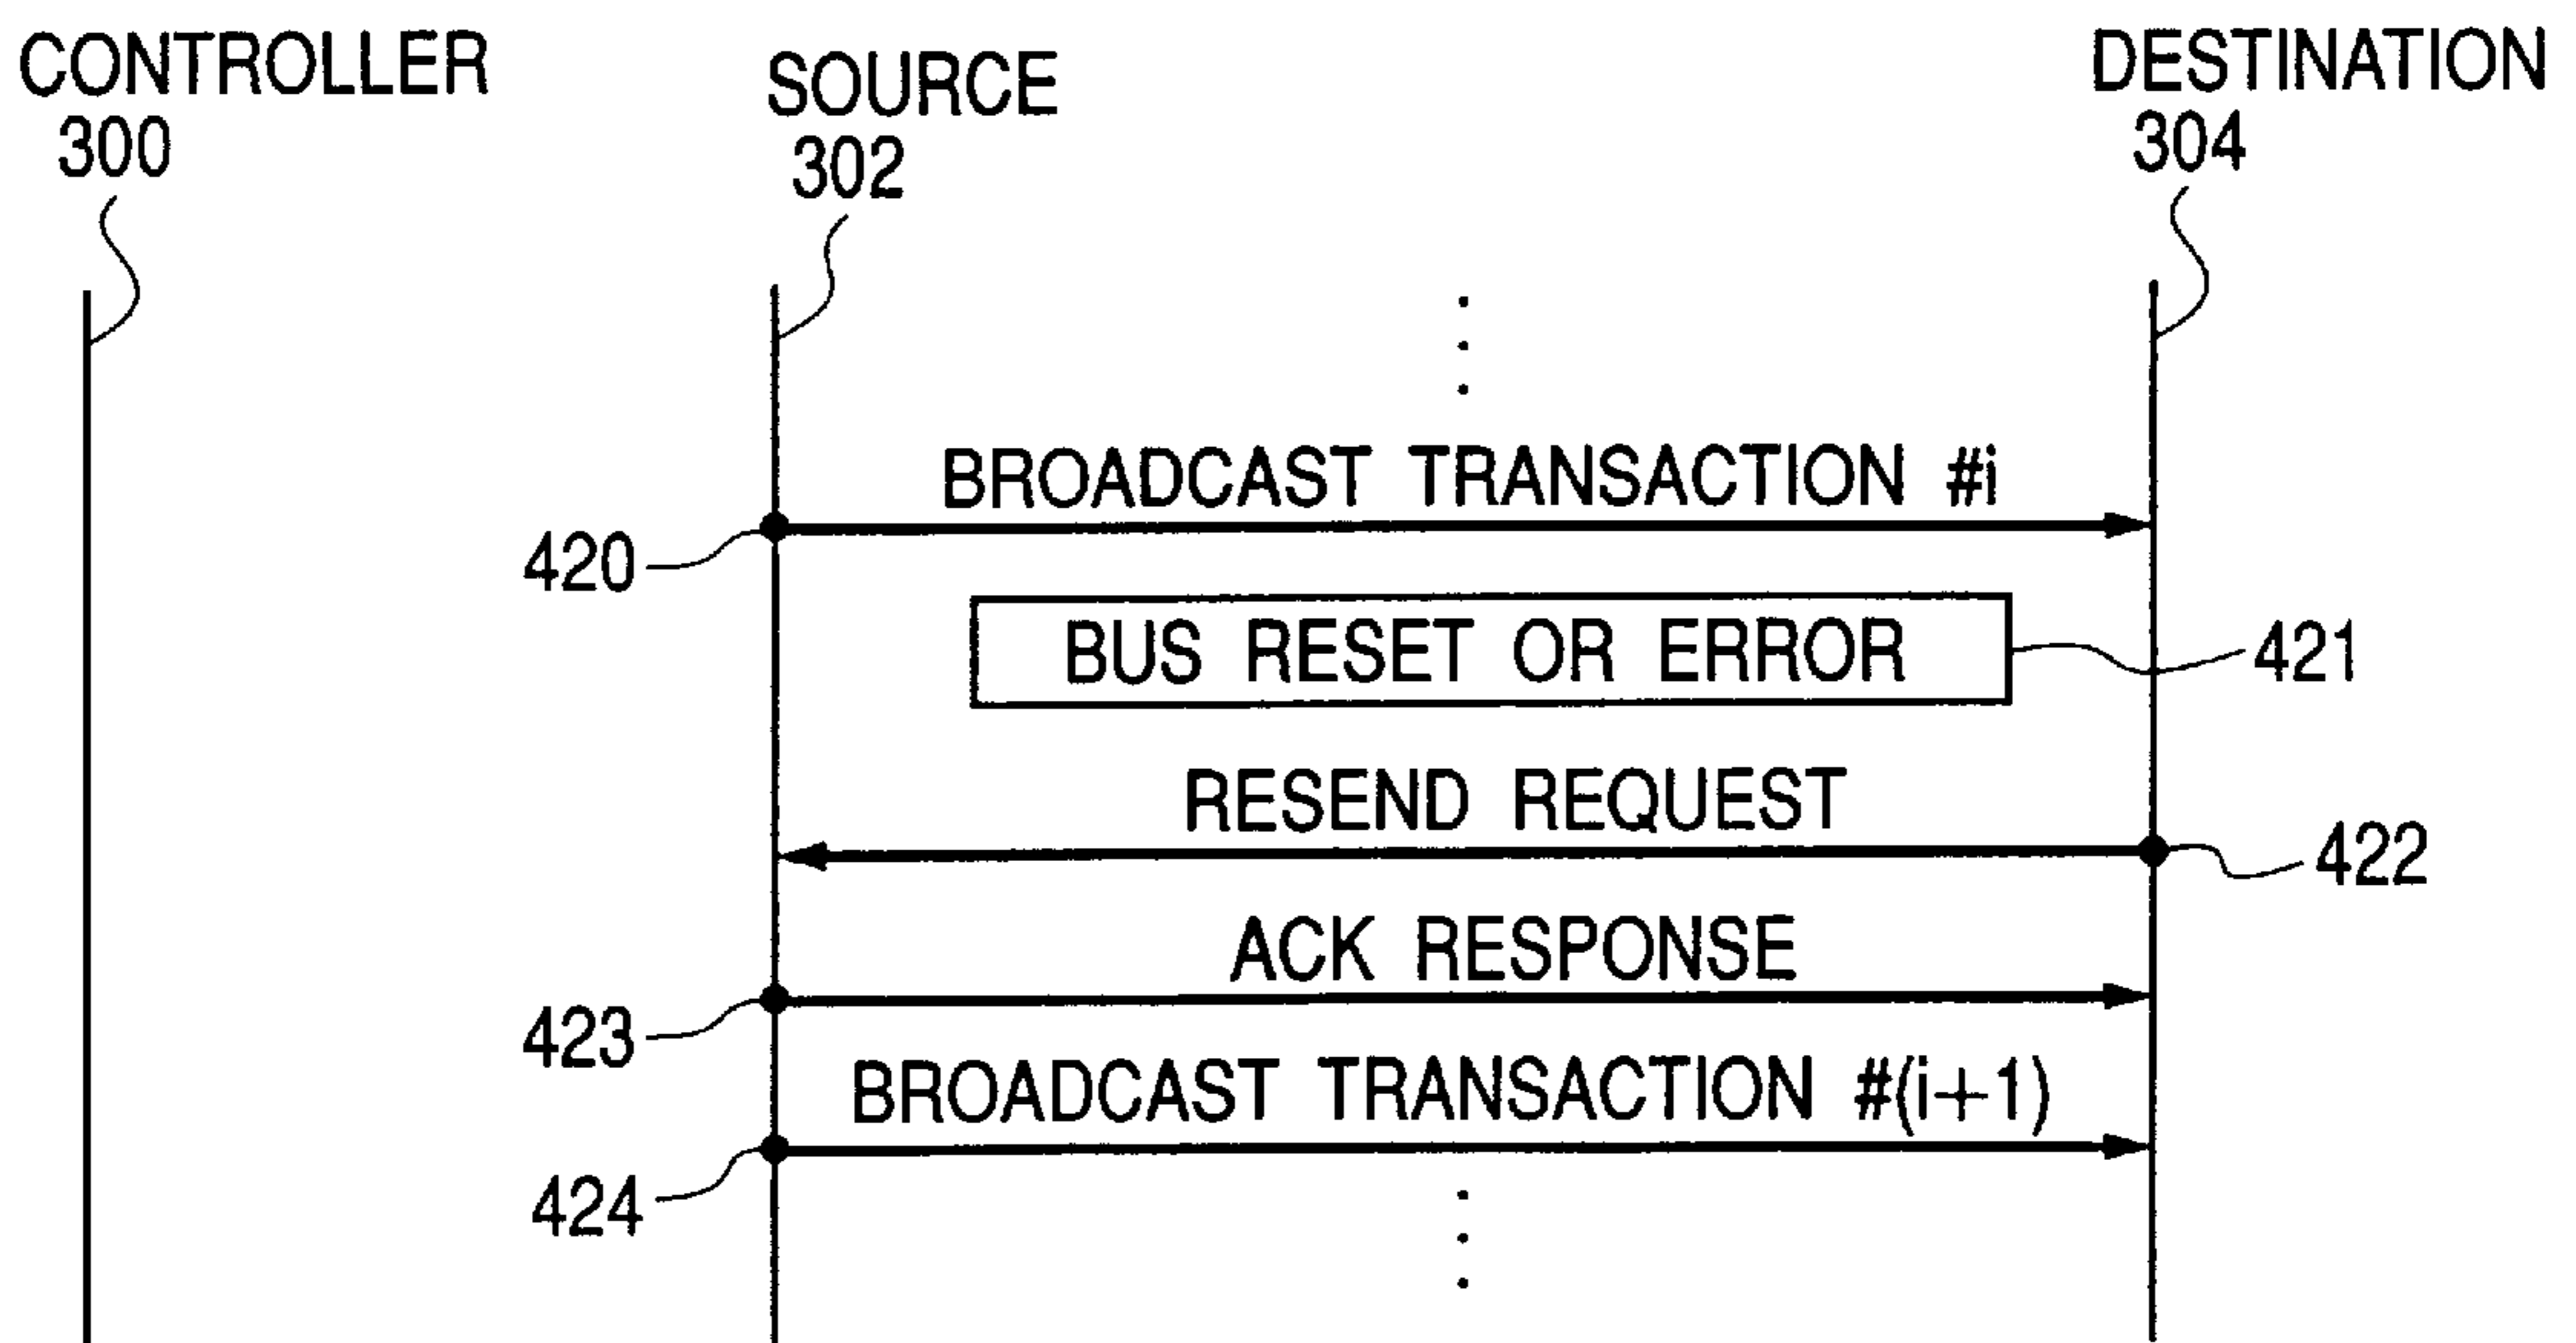 CONTROLLER
300
SOURCE
302
DESTINATION
304
BROADCAST TRANSACTION #i
420
BUS RESET OR ERROR
421
RESEND REQUEST
422
ACK RESPONSE
423
BROADCAST TRANSACTION #(i+1)
424